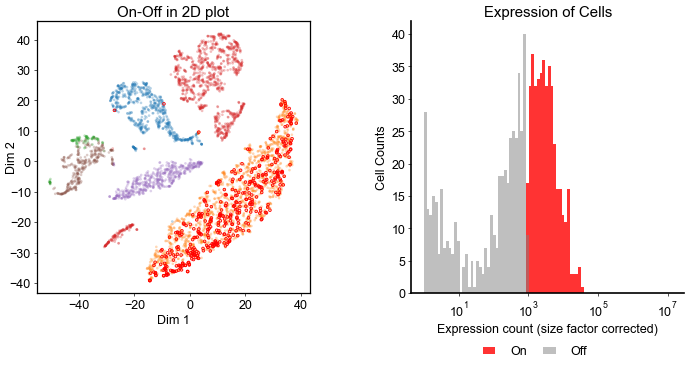 On-Off in 2D plot
40
30
20
10
0
−10
−20
−30
−40
Dim 2
−40 −20 0 20 40
Dim 1
Expression of Cells
40
35
30
25
20
15
10
5
0
Cell Counts
10^1 10^3 10^5 10^7
Expression count (size factor corrected)
On Off